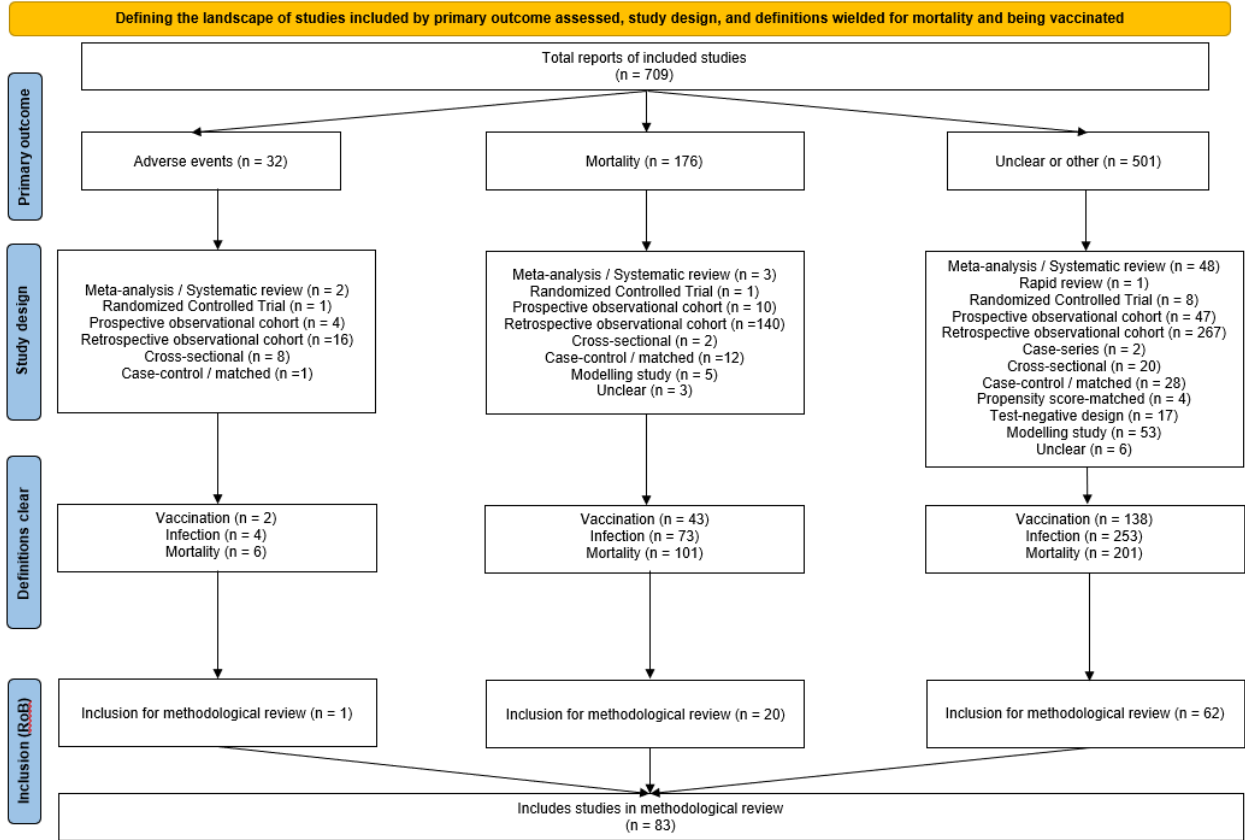 Defining the landscape of studies included by primary outcome assessed, study design, and definitions wielded for mortality and being vaccinated
Primary outcome
Total reports of included studies
(n = 709)
Adverse events (n = 32)
Mortality (n = 176)
Unclear or other (n = 501)
Study design
Meta-analysis / Systematic review (n = 2)
Randomized Controlled Trial (n = 1)
Prospective observational cohort (n = 4)
Retrospective observational cohort (n =16)
Cross-sectional (n = 8)
Case-control / matched (n =1)
Meta-analysis / Systematic review (n = 3)
Randomized Controlled Trial (n = 1)
Prospective observational cohort (n = 10)
Retrospective observational cohort (n =140)
Cross-sectional (n = 2)
Case-control / matched (n =12)
Modelling study (n = 5)
Unclear (n = 3)
Meta-analysis / Systematic review (n = 48)
Rapid review (n = 1)
Randomized Controlled Trial (n = 8)
Prospective observational cohort (n = 47)
Retrospective observational cohort (n = 267)
Case-series (n = 2)
Cross-sectional (n = 20)
Case-control / matched (n = 28)
Propensity score-matched (n = 4)
Test-negative design (n = 17)
Modelling study (n = 53)
Unclear (n = 6)
Definitions clear
Vaccination (n = 2)
Infection (n = 4)
Mortality (n = 6)
Vaccination (n = 43)
Infection (n = 73)
Mortality (n = 101)
Vaccination (n = 138)
Infection (n = 253)
Mortality (n = 201)
Inclusion (RoB)
Inclusion for methodological review (n = 1)
Inclusion for methodological review (n = 20)
Inclusion for methodological review (n = 62)
Includes studies in methodological review
(n = 83)